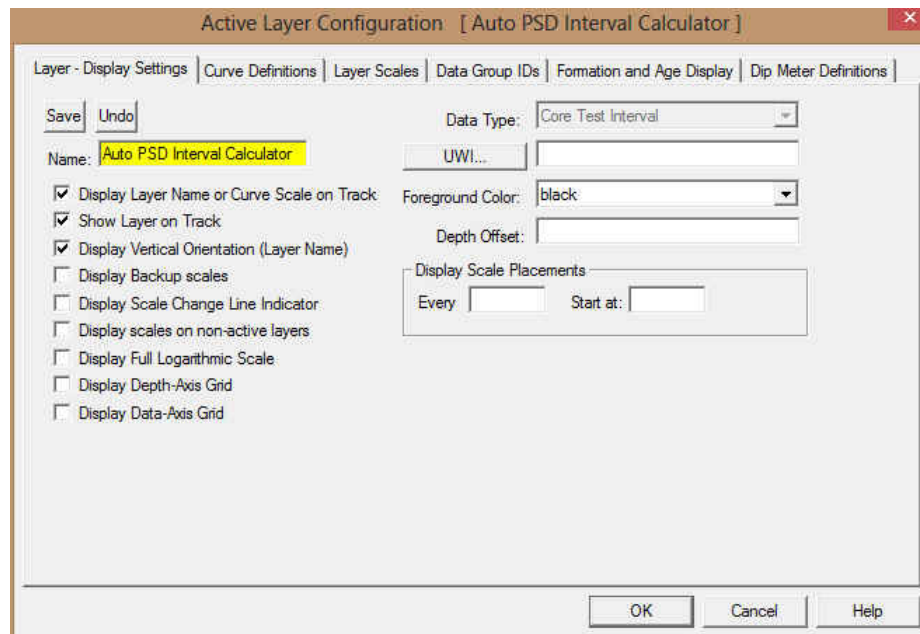 Active Layer Configuration [ Auto PSD Interval Calculator ]
Layer - Display Settings
Curve Definitions
Layer Scales
Data Group IDs
Formation and Age Display
Dip Meter Definitions
Save
Undo
Name: Auto PSD Interval Calculator
Display Layer Name or Curve Scale on Track
Show Layer on Track
Display Vertical Orientation (Layer Name)
Display Backup scales
Display Scale Change Line Indicator
Display scales on non-active layers
Display Full Logarithmic Scale
Display Depth-Axis Grid
Display Data-Axis Grid
Data Type: Core Test Interval
UWI...
Foreground Color: black
Depth Offset:
Display Scale Placements
Every
Start at:
OK
Cancel
Help